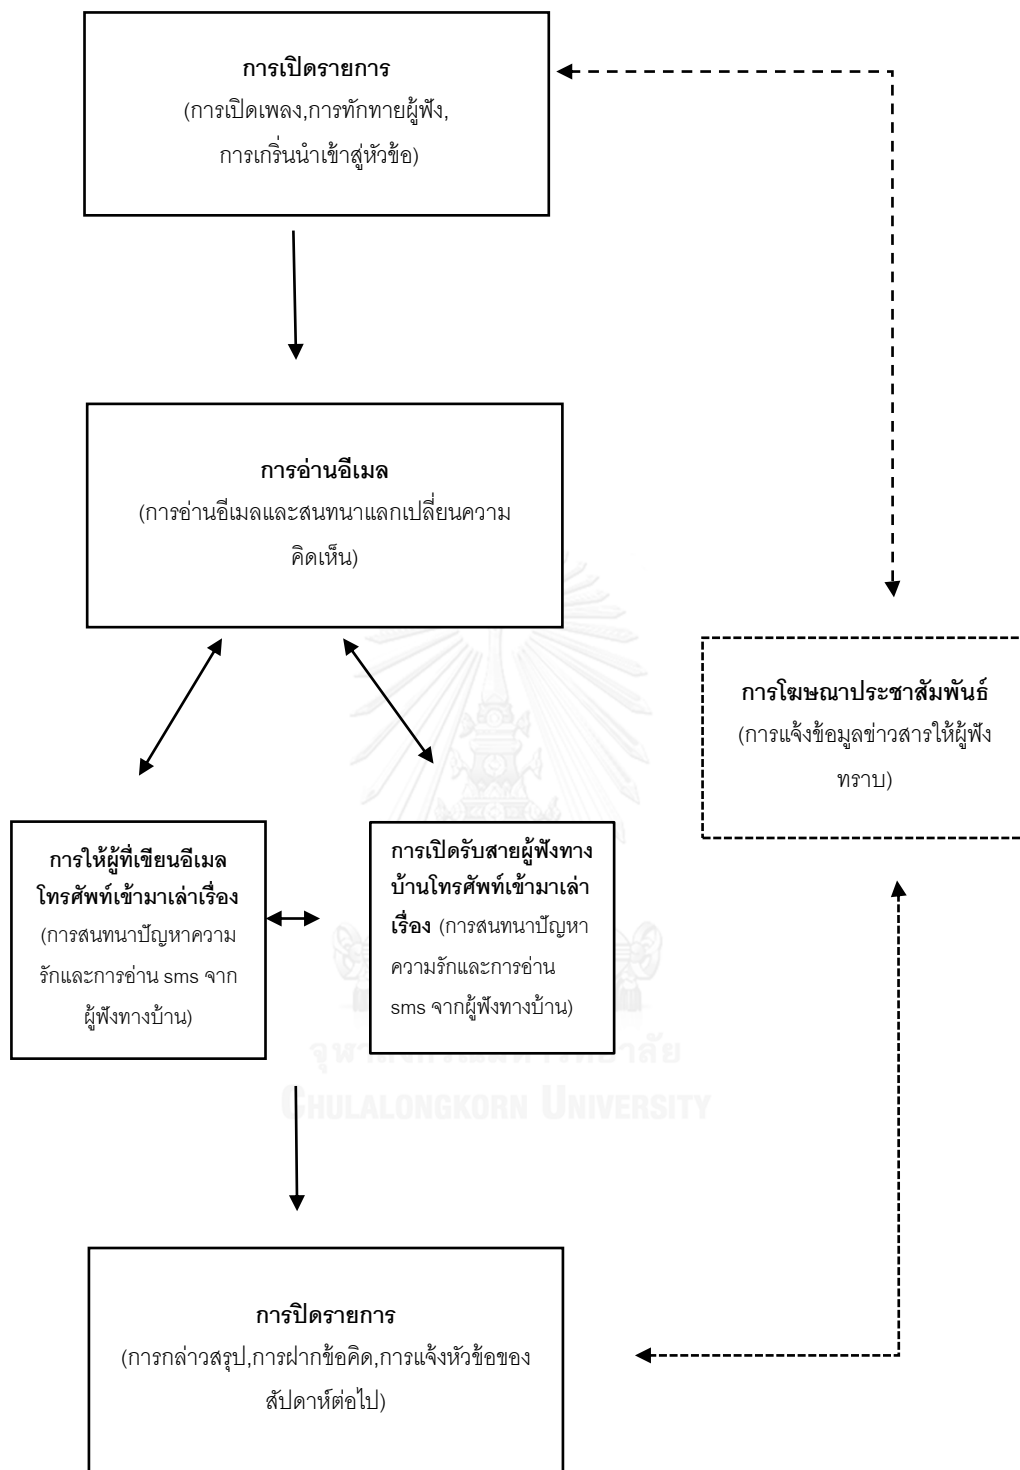 การเปิดรายการ
(การเปิดเพลง,การทักทายผู้ฟัง,
การเกริ่นนำเข้าสู่หัวข้อ)
การอ่านอีเมล
(การอ่านอีเมลและสนทนาแลกเปลี่ยนความ
คิดเห็น)
การโฆษณาประชาสัมพันธ์
(การแจ้งข้อมูลข่าวสารให้ผู้ฟัง
ทราบ)
การให้ผู้ที่เขียนอีเมล
โทรศัพท์เข้ามาเล่าเรื่อง
(การสนทนาปัญหาความ
รักและการอ่าน sms จาก
ผู้ฟังทางบ้าน)
การเปิดรับสายผู้ฟังทาง
บ้านโทรศัพท์เข้ามาเล่า
เรื่อง (การสนทนาปัญหา
ความรักและการอ่าน
sms จากผู้ฟังทางบ้าน)
จุฬาลงกรณ์มหาวิทยาลัย
CHULALONGKORN UNIVERSITY
การปิดรายการ
(การกล่าวสรุป,การฝากข้อคิด,การแจ้งหัวข้อของ
สัปดาห์ต่อไป)